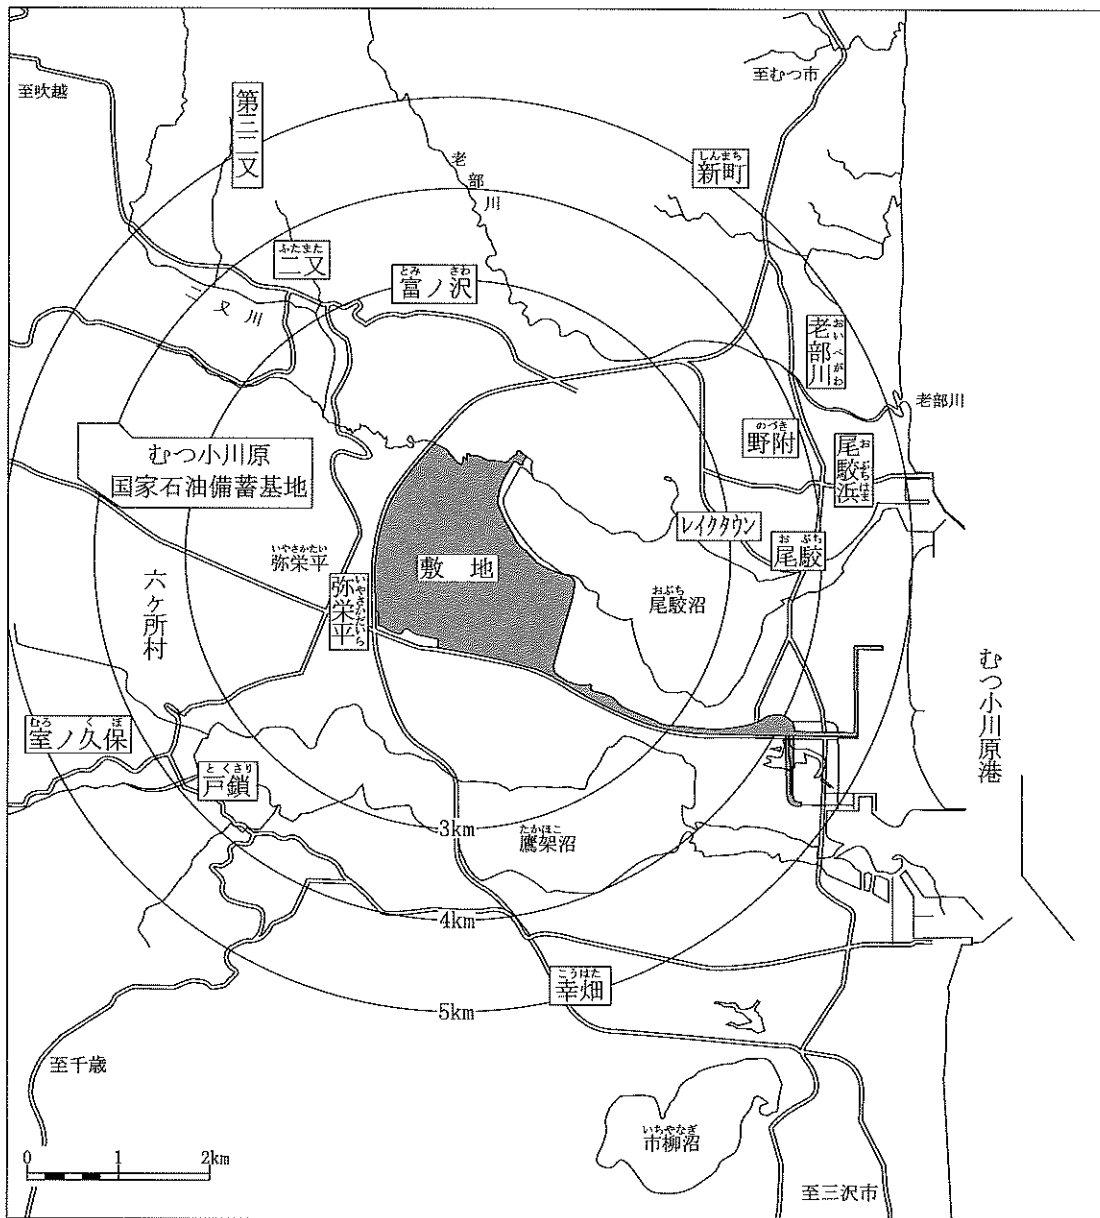 至吹越
第三二又
老部川
至むつ市
しんまち
新町
ふたまた
二又
とみ さわ
富ノ沢
二又川
おいべがわ
老部川
老部川
のづき
野附
おぶちはま
尾駮浜
むつ小川原
国家石油備蓄基地
レイクタウン
おぶち
尾駮
いやさかたい
弥栄平
敷地
いやさかだいら
弥栄平
おぶち
尾駮沼
六ヶ所村
むつ小川原港
むろ くぼ
室ノ久保
とくさり
戸鎖
3km
たかほこ
鷹架沼
4km
こうはた
幸畑
5km
至千歳
いちやなぎ
市柳沼
0 1 2km
至三沢市